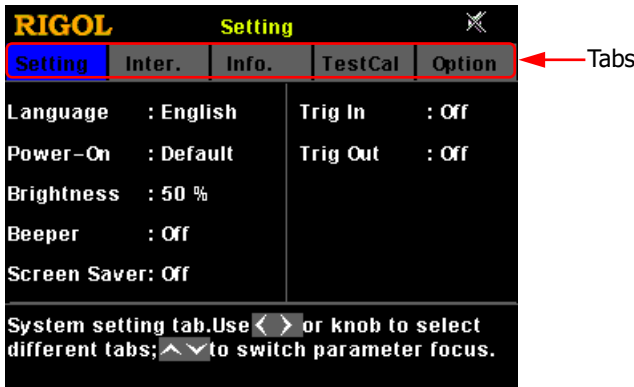 RIGOL Setting
Setting Inter. Info. TestCal Option
Tabs
Language : English
Power-On : Default
Brightness : 50 %
Beeper : Off
Screen Saver: Off
Trig In : Off
Trig Out : Off
System setting tab.Use < > or knob to select
different tabs; to switch parameter focus.